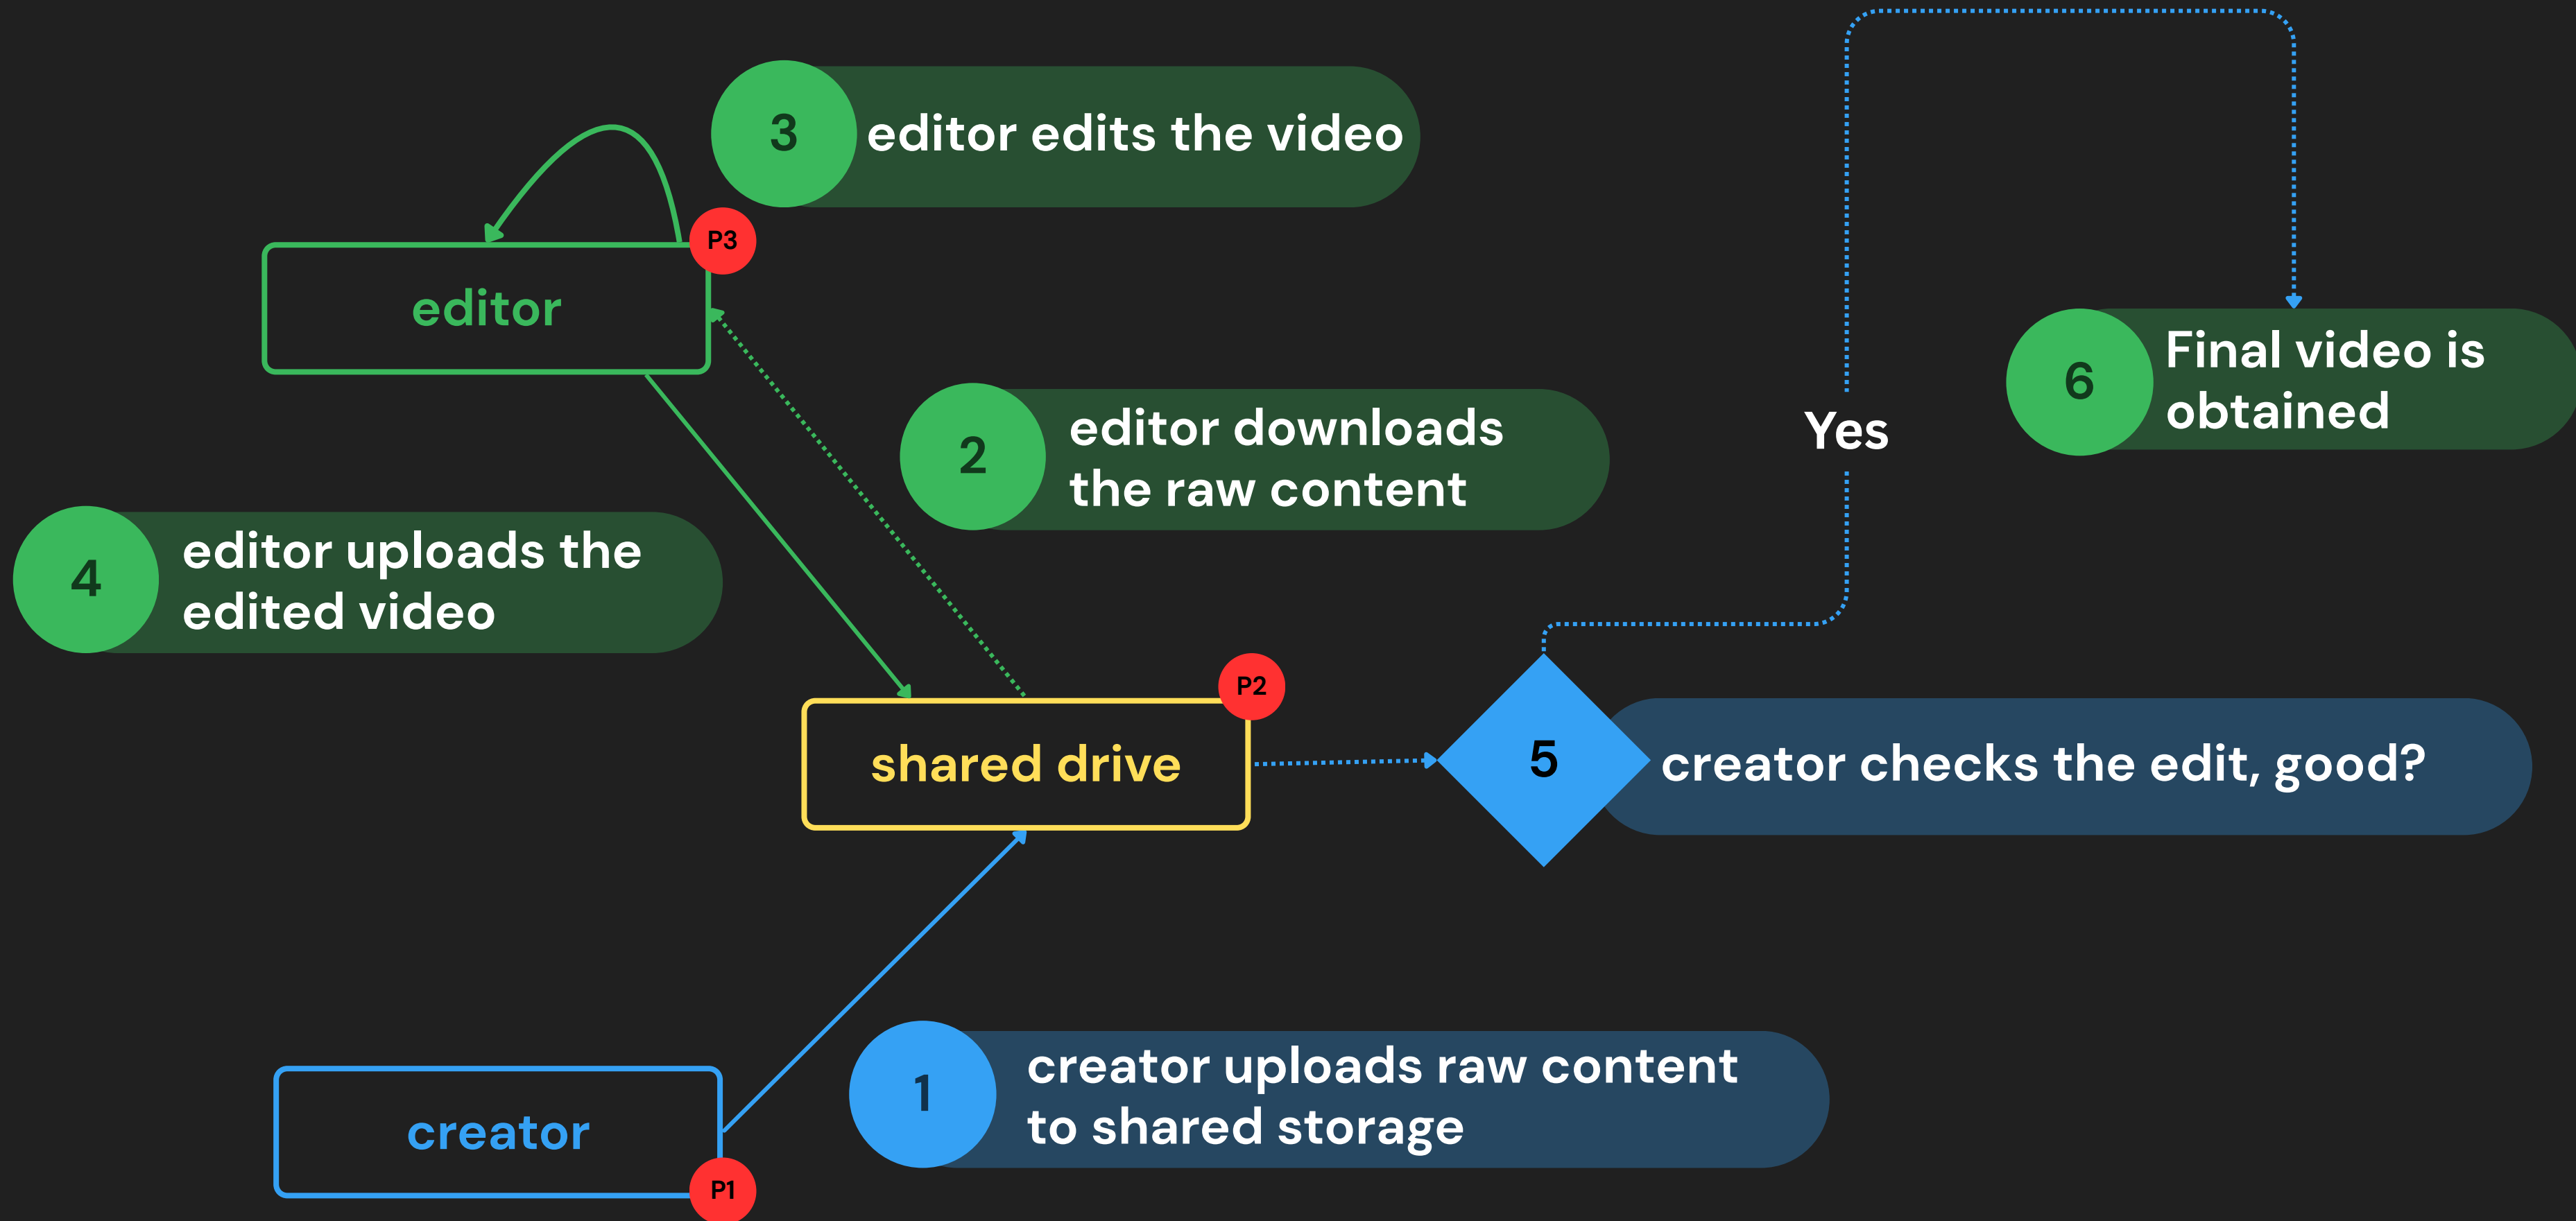 3
editor edits the video
P3
editor
6
Final video is
obtained
2
editor downloads
the raw content
Yes
4
editor uploads the
edited video
P2
shared drive
5
creator checks the edit, good?
1
creator uploads raw content
to shared storage
creator
P1